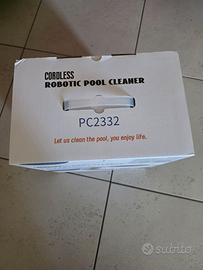 CORDLESS
ROBOTIC POOL CLEANER
PC2332
Let us clean the pool, you enjoy life.
subito